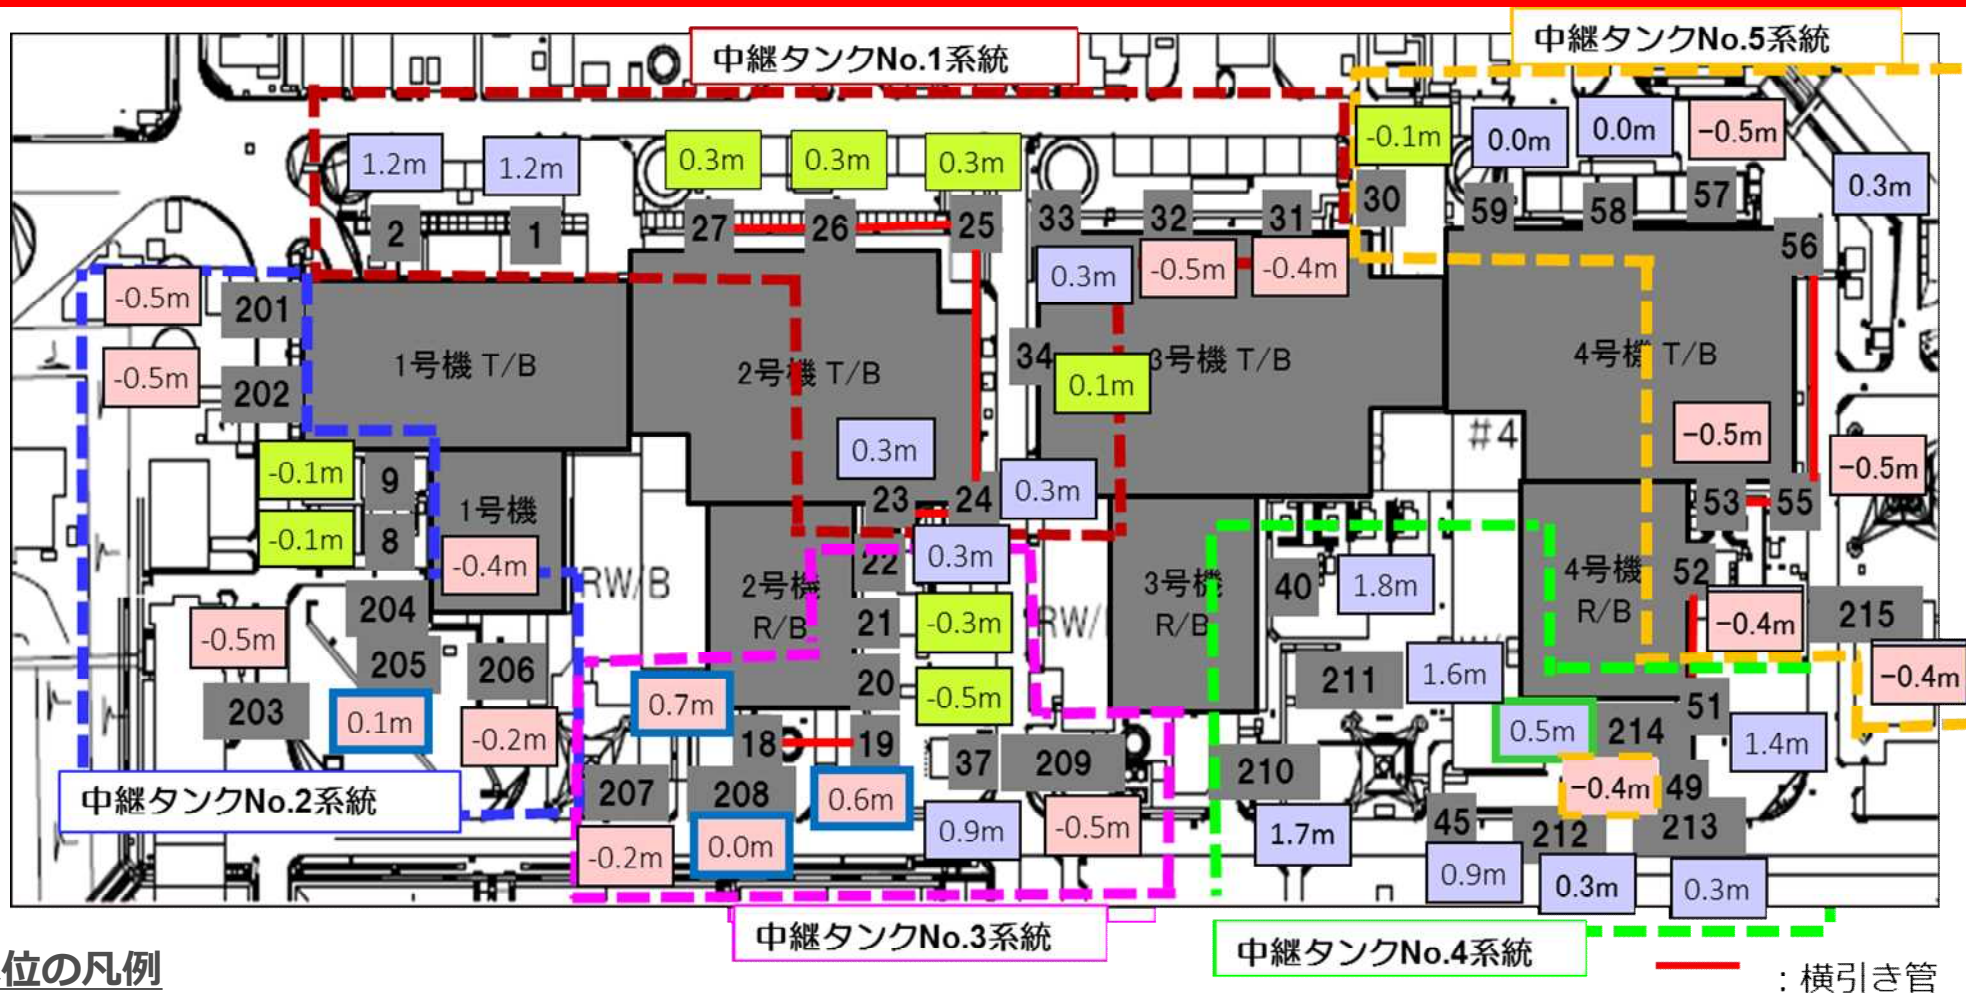 中継タンクNo.1系統
中継タンクNo.5系統
1.2m
1.2m
0.3m
0.3m
0.3m
-0.1m
0.0m
0.0m
−0.5m
0.3m
2
1
27
26
25
33
32
31
30
59
58
57
56
-0.5m
201
0.3m
-0.5m
-0.4m
-0.5m
202
1号機 T/B
2号機 T/B
34
3号機 T/B
0.1m
4号機 T/B
#4
−0.5m
−0.5m
-0.1m
9
0.3m
0.3m
23
24
53
55
-0.1m
8
1号機
-0.4m
RW/B
2号機
R/B
22
0.3m
RW/
3号機
R/B
40
1.8m
4号機
R/B
52
−0.4m
215
204
-0.5m
205
206
21
-0.3m
20
-0.5m
211
1.6m
−0.4m
203
0.1m
-0.2m
0.7m
18
19
37
209
210
0.5m
214
51
1.4m
中継タンクNo.2系統
207
208
0.6m
−0.4m
49
-0.2m
0.0m
0.9m
-0.5m
1.7m
45
212
213
0.9m
0.3m
0.3m
中継タンクNo.3系統
中継タンクNo.4系統
位の凡例
：横引き管